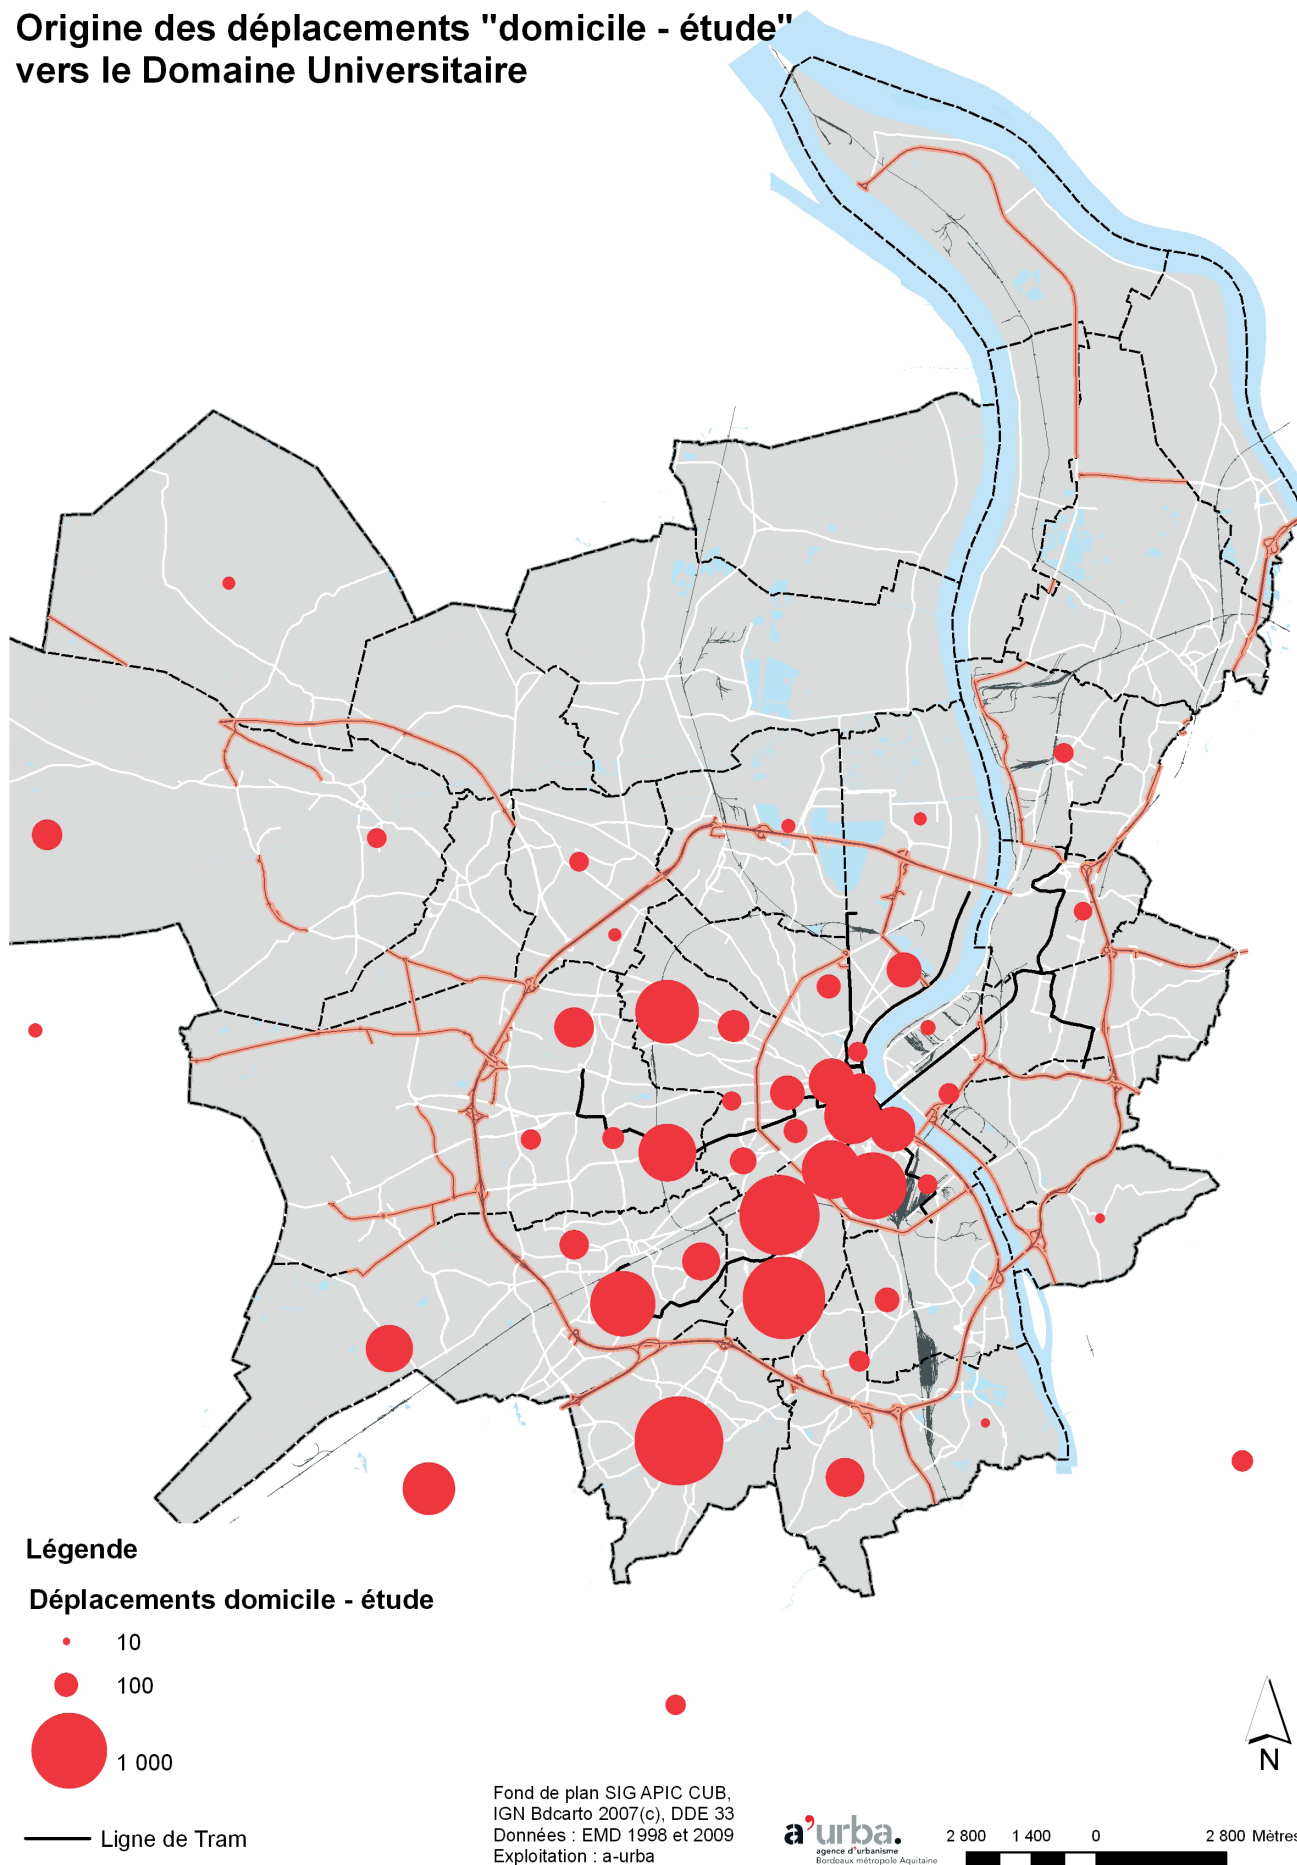 Origine des déplacements "domicile - étude"
vers le Domaine Universitaire
Légende
Déplacements domicile - étude
10
100
1 000
Ligne de Tram
Fond de plan SIG APIC CUB,
IGN Bdcarto 2007(c), DDE 33
Données : EMD 1998 et 2009
Exploitation : a-urba
a'urba.
agence d'urbanisme
Bordeaux métropole Aquitaine
N
2 800 1 400 0 2 800 Mètres